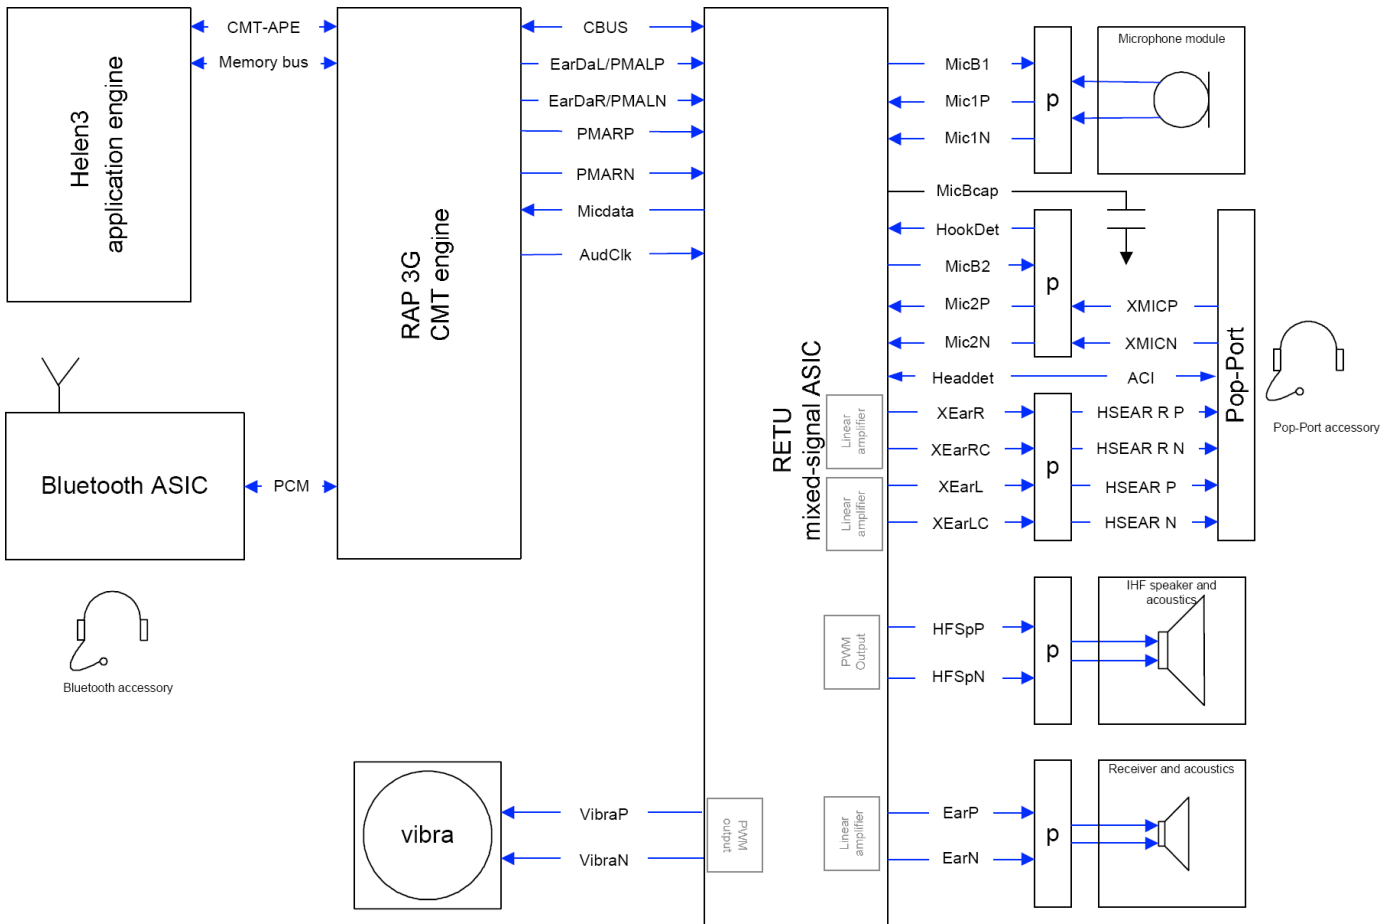 Helen3
application engine
CMT-APE
Memory bus
RAP 3G
CMT engine
CBUS
EarDaL/PMALP
EarDaR/PMALN
PMARP
PMARN
Micdata
AudClk
Bluetooth ASIC
PCM
Bluetooth accessory
vibra
VibraP
VibraN
PWM
output
RETU
mixed-signal ASIC
Linear
amplifier
Linear
amplifier
PWM
Output
Linear
amplifier
MicB1
Mic1P
Mic1N
p
Microphone module
MicBcap
HookDet
MicB2
Mic2P
Mic2N
p
XMICP
XMICN
Headdet
ACI
XEarR
XEarRC
XEarL
XEarLC
p
HSEAR R P
HSEAR R N
HSEAR P
HSEAR N
Pop-Port
Pop-Port accessory
HFSpP
HFSpN
p
IHF speaker and
acoustics
EarP
EarN
p
Receiver and acoustics